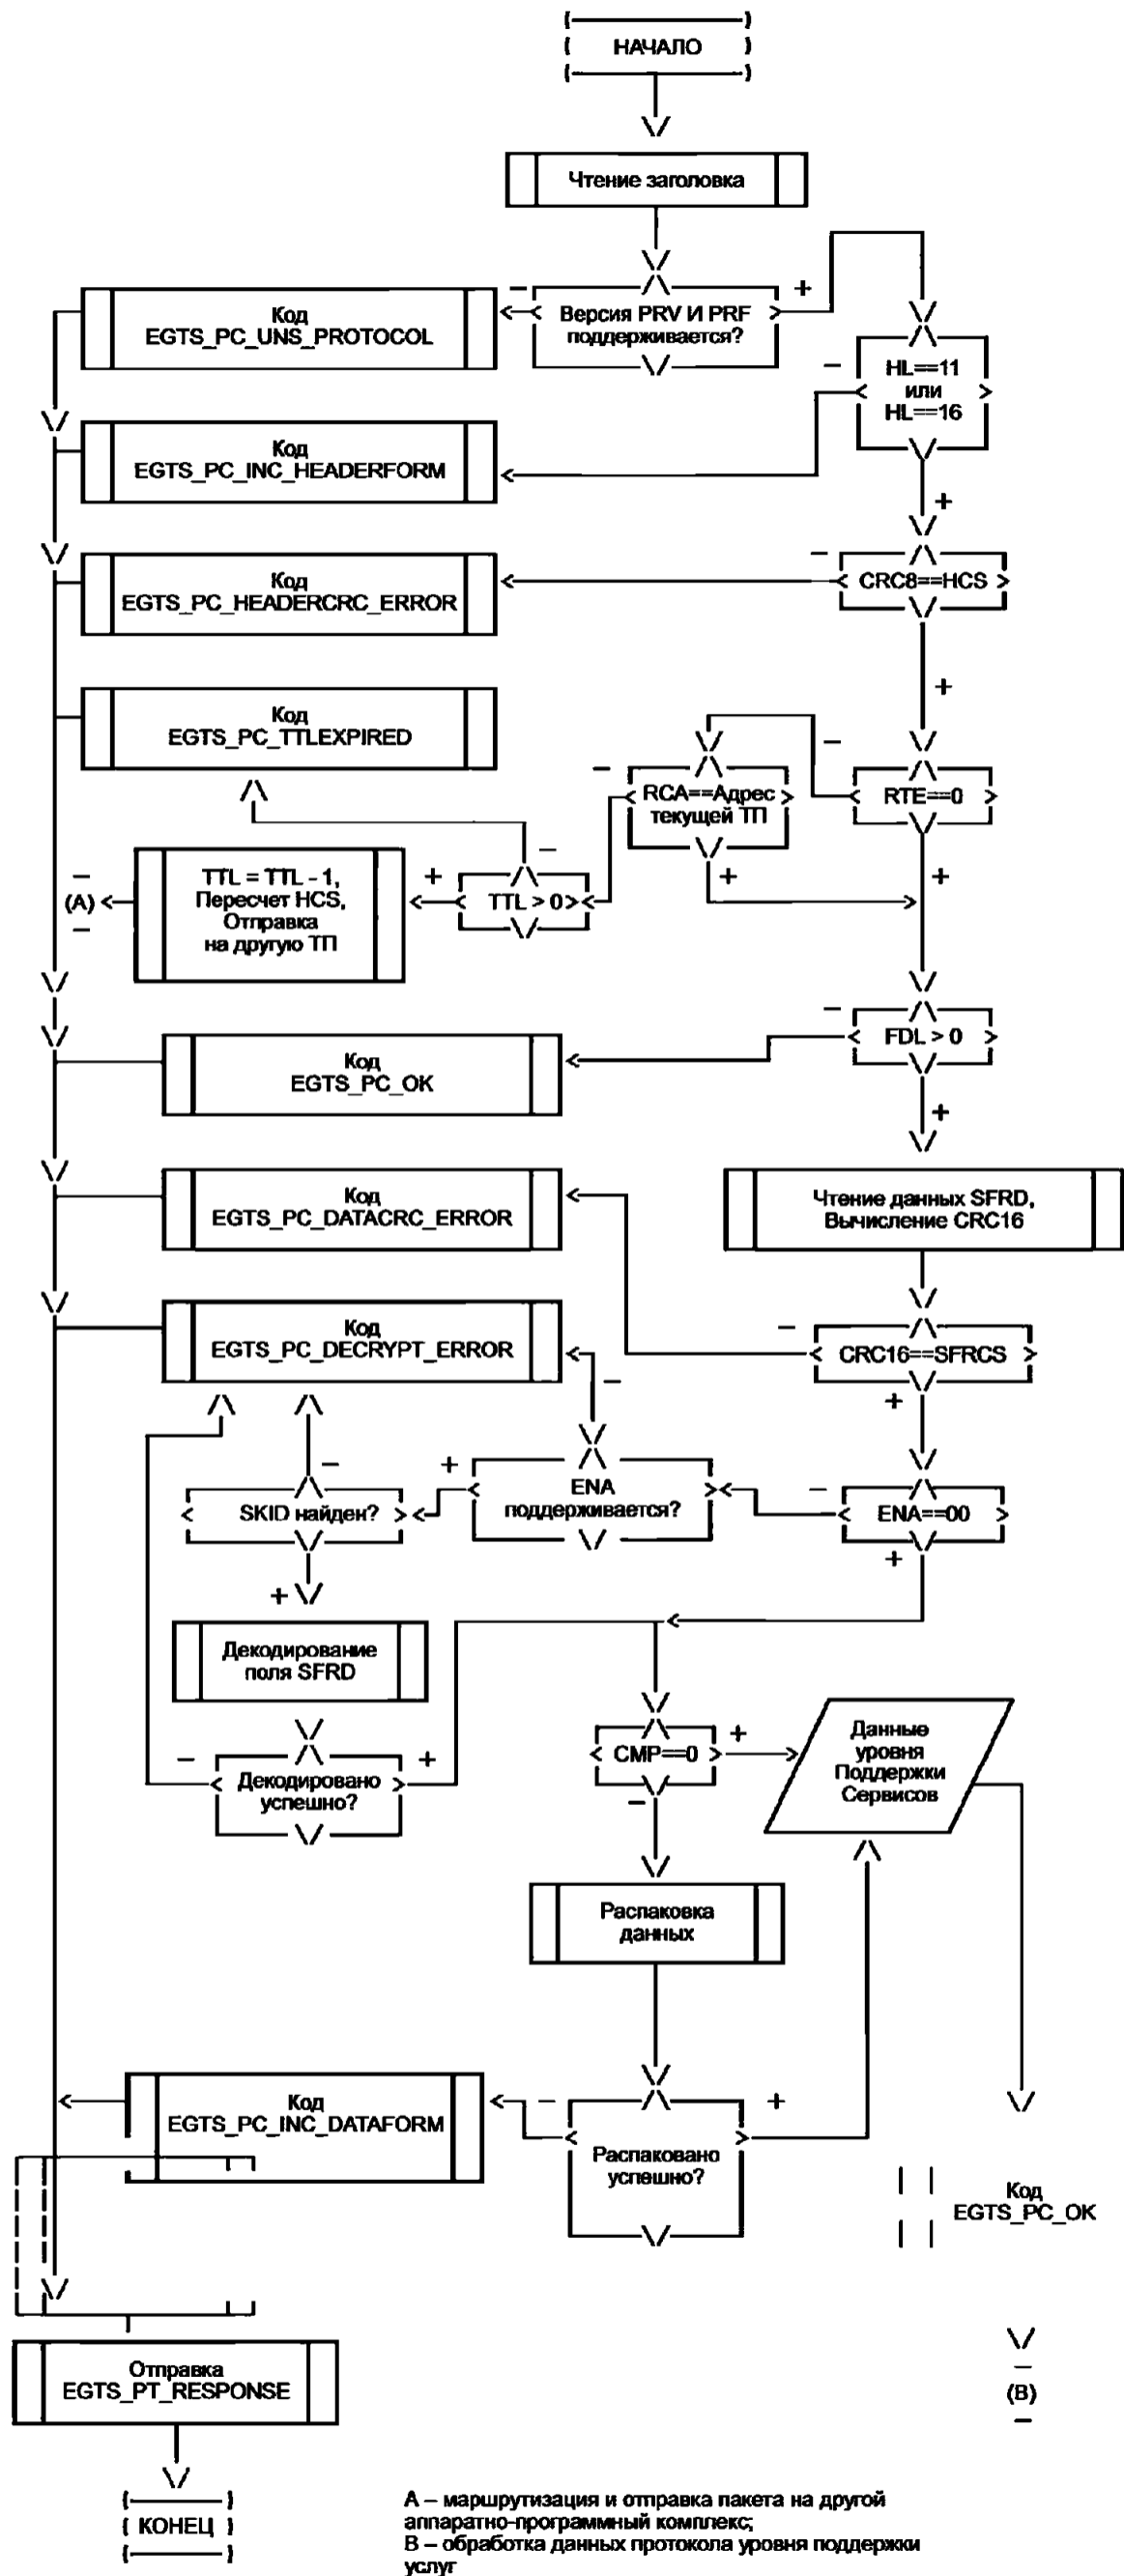 НАЧАЛО
Чтение заголовка
Версия PRV И PRF
поддерживается?
Код
EGTS_PC_UNS_PROTOCOL
HL==11
или
HL==16
Код
EGTS_PC_INC_HEADERFORM
CRC8==HCS
Код
EGTS_PC_HEADERCRC_ERROR
Код
EGTS_PC_TTLEXPIRED
RCA==Адрес
текущей ТП
RTE==0
TTL = TTL - 1,
Пересчет HCS,
Отправка
на другую ТП
(A)
TTL > 0
FDL > 0
Код
EGTS_PC_OK
Чтение данных SFRD,
Вычисление CRC16
Код
EGTS_PC_DATACRC_ERROR
Код
EGTS_PC_DECRYPT_ERROR
CRC16==SFRCS
ENA
поддерживается?
SKID найден?
ENA==00
Декодирование
поля SFRD
CMP==0
Данные
уровня
Поддержки
Сервисов
Декодировано
успешно?
Распаковка
данных
Код
EGTS_PC_INC_DATAFORM
Распаковано
успешно?
Код
EGTS_PC_OK
Отправка
EGTS_PT_RESPONSE
(B)
КОНЕЦ
А – маршрутизация и отправка пакета на другой
аппаратно-программный комплекс;
В – обработка данных протокола уровня поддержки
услуг